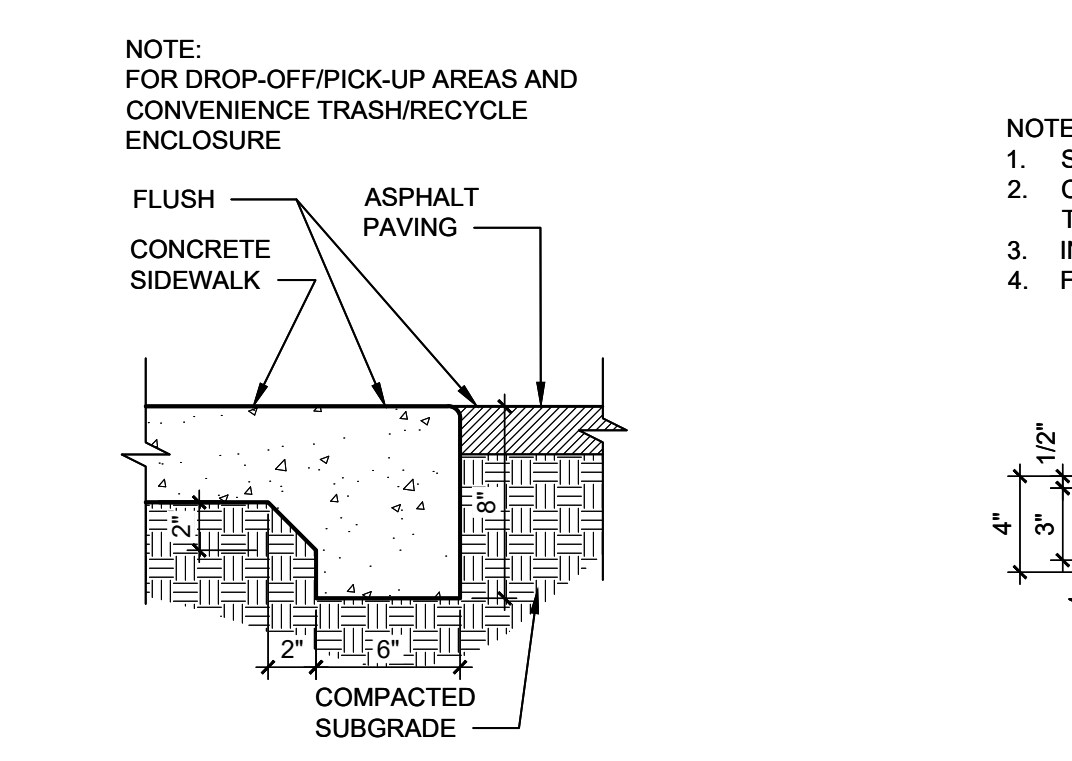 NOTE:
FOR DROP-OFF/PICK-UP AREAS AND
CONVENIENCE TRASH/RECYCLE
ENCLOSURE
FLUSH
ASPHALT
PAVING
CONCRETE
SIDEWALK
8"
2"
2"
6"
COMPACTED
SUBGRADE
NOTE
1.
2.
3.
4.
1/2"
4"
3"